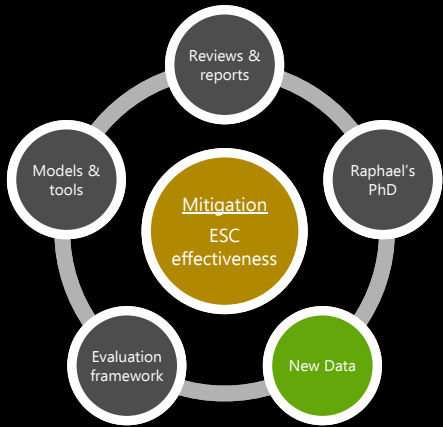 Reviews &
reports
Models &
tools
Raphael's
PhD
Mitigation
ESC
effectiveness
Evaluation
framework
New Data